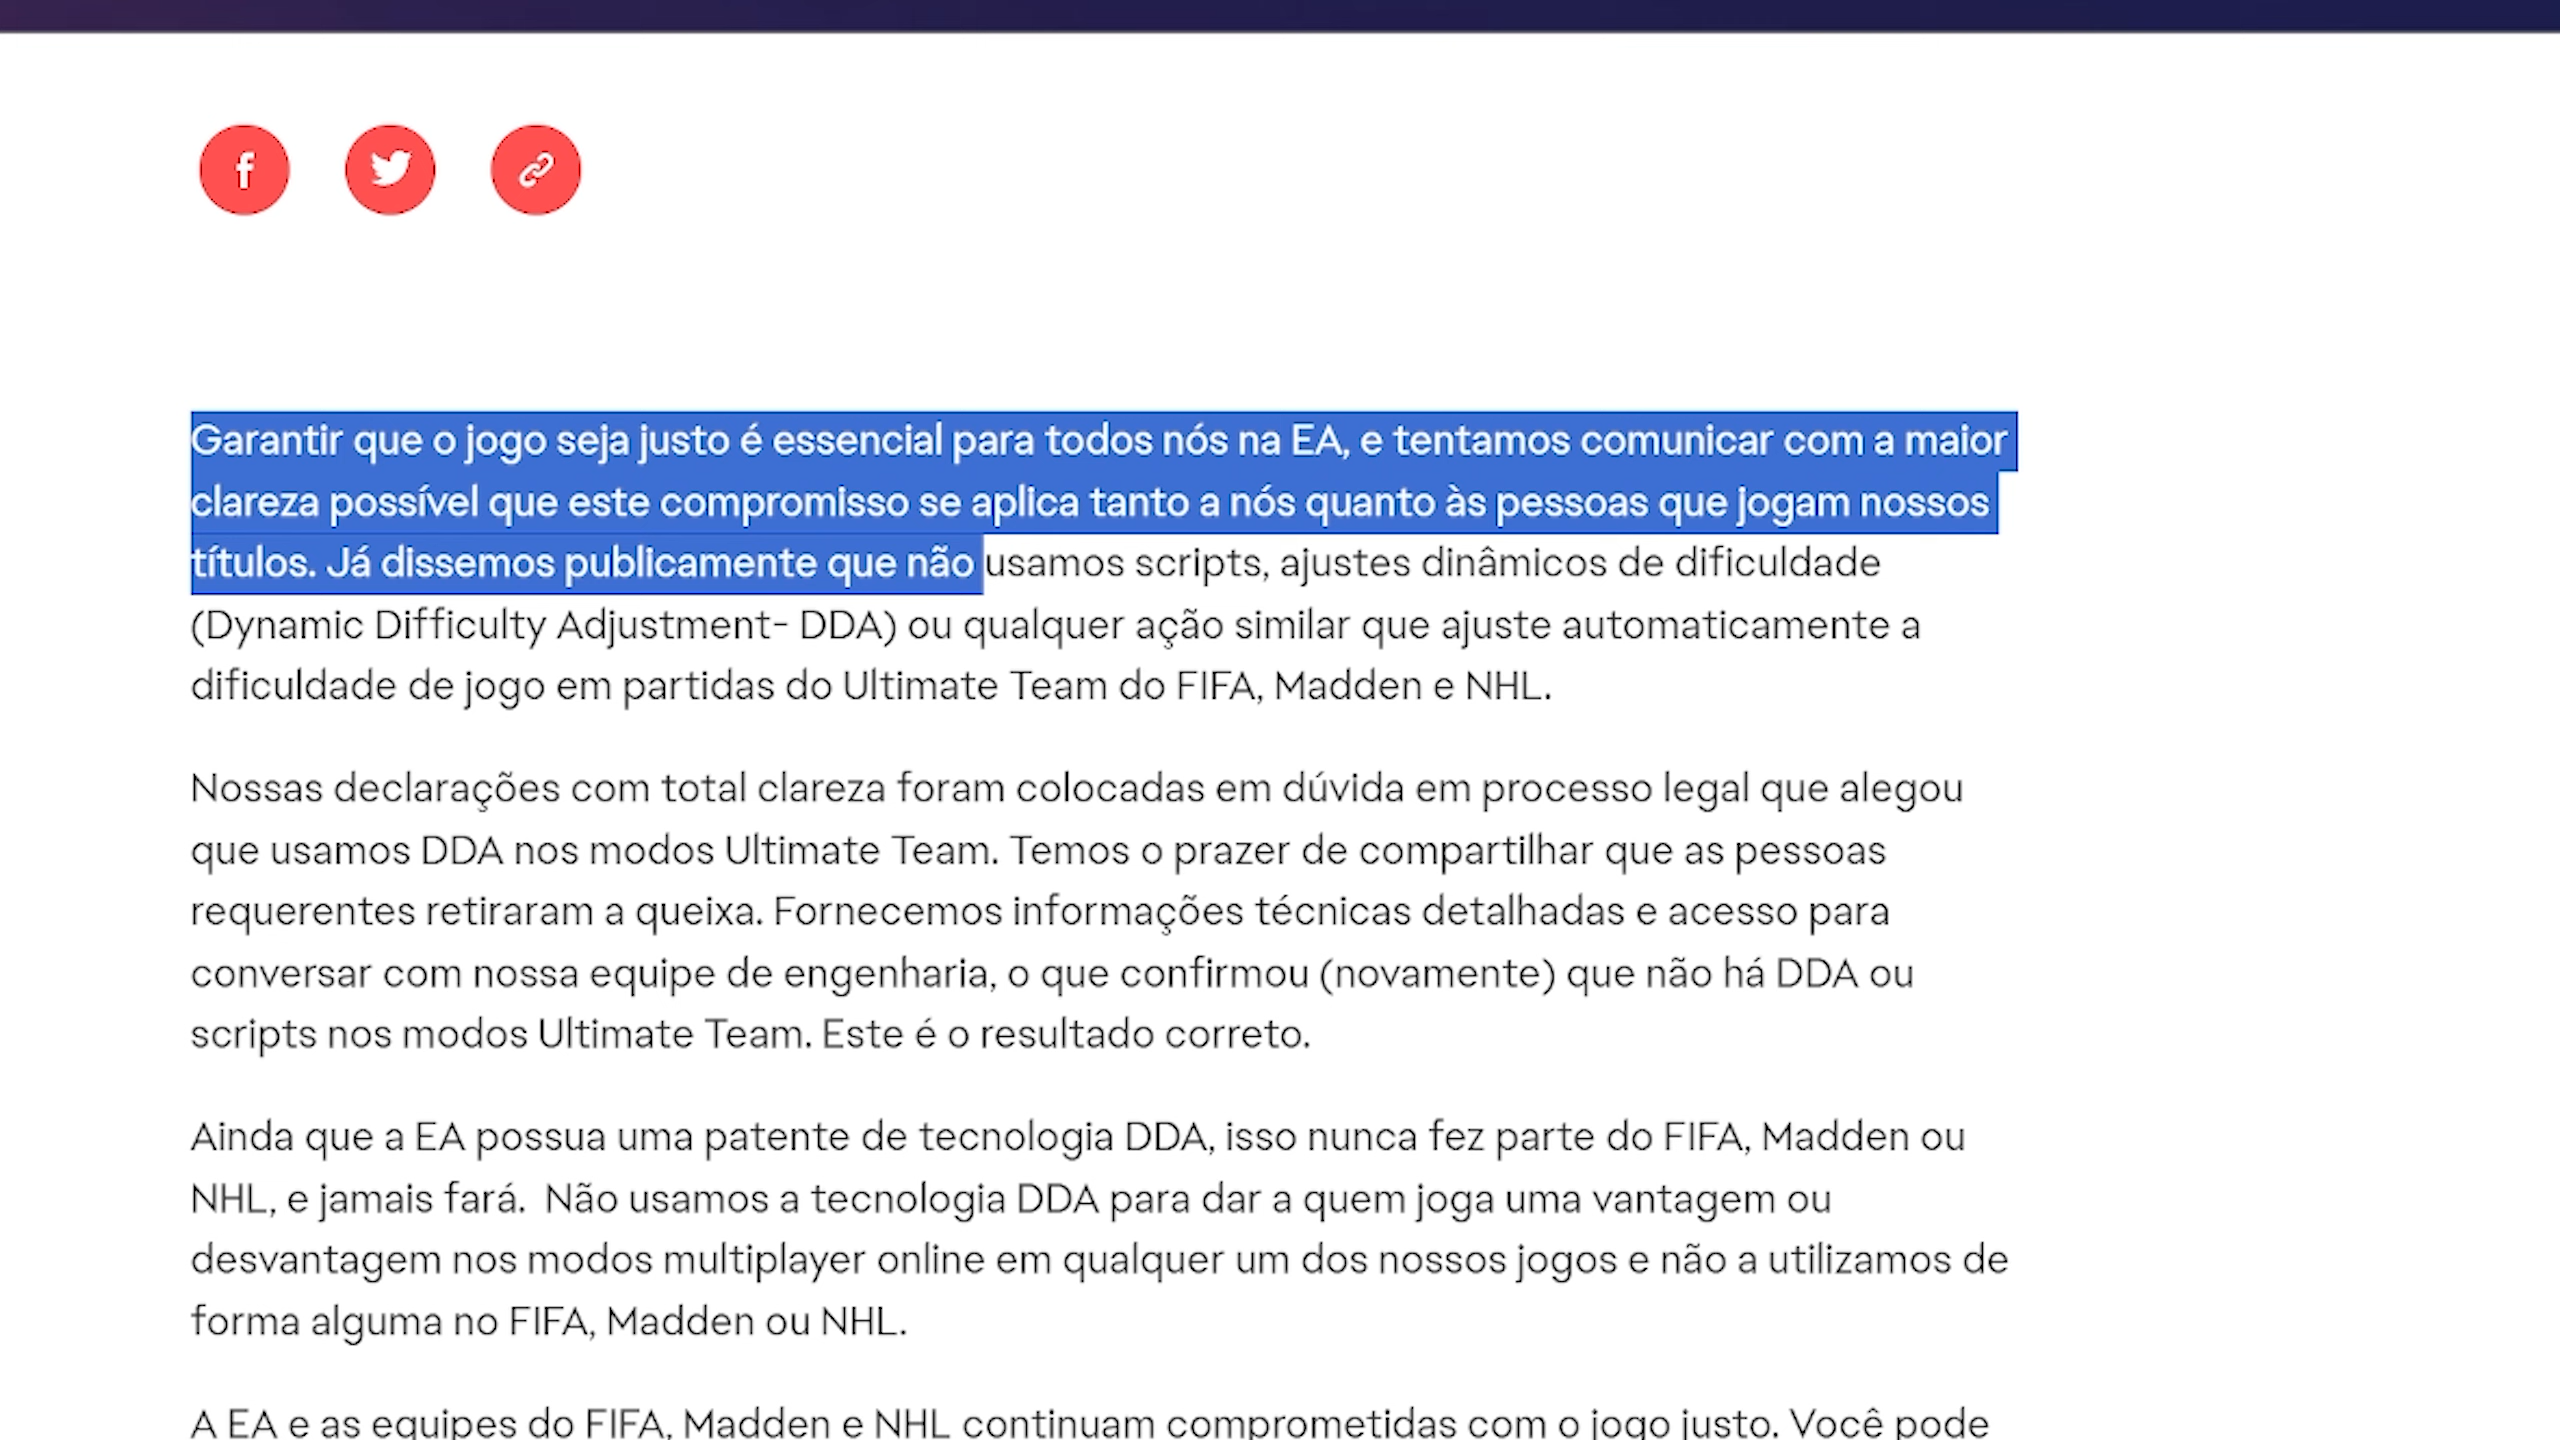 Garantir que o jogo seja justo é essencial para todos nós na EA, e tentamos comunicar com a maior
clareza possível que este compromisso se aplica tanto a nós quanto às pessoas que jogam nossos
títulos. Já dissemos publicamente que não usamos scripts, ajustes dinâmicos de dificuldade
(Dynamic Difficulty Adjustment- DDA) ou qualquer ação similar que ajuste automaticamente a
dificuldade de jogo em partidas do Ultimate Team do FIFA, Madden e NHL.
Nossas declarações com total clareza foram colocadas em dúvida em processo legal que alegou
que usamos DDA nos modos Ultimate Team. Temos o prazer de compartilhar que as pessoas
requerentes retiraram a queixa. Fornecemos informações técnicas detalhadas e acesso para
conversar com nossa equipe de engenharia, o que confirmou (novamente) que não há DDA ou
scripts nos modos Ultimate Team. Este é o resultado correto.
Ainda que a EA possua uma patente de tecnologia DDA, isso nunca fez parte do FIFA, Madden ou
NHL, e jamais fará.  Não usamos a tecnologia DDA para dar a quem joga uma vantagem ou
desvantagem nos modos multiplayer online em qualquer um dos nossos jogos e não a utilizamos de
forma alguma no FIFA, Madden ou NHL.
A EA e as equipes do FIFA, Madden e NHL continuam comprometidas com o jogo justo. Você pode